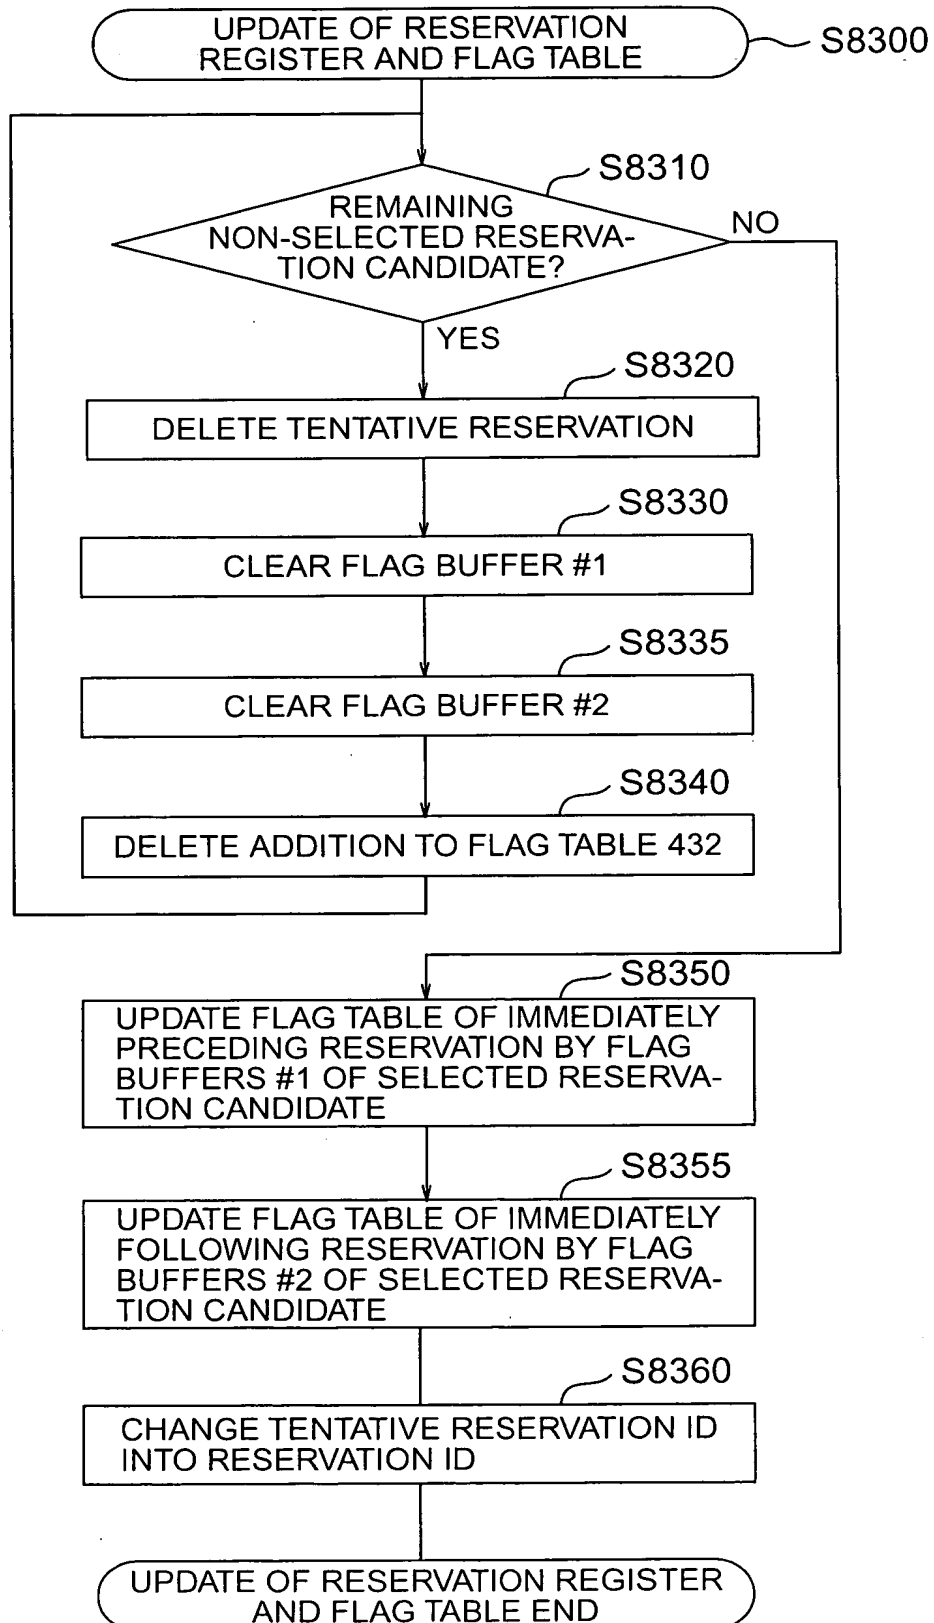 UPDATE OF RESERVATION
REGISTER AND FLAG TABLE
S8300
S8310
REMAINING
NON-SELECTED RESERVA-
TION CANDIDATE?
NO
YES
S8320
DELETE TENTATIVE RESERVATION
S8330
CLEAR FLAG BUFFER #1
S8335
CLEAR FLAG BUFFER #2
S8340
DELETE ADDITION TO FLAG TABLE 432
S8350
UPDATE FLAG TABLE OF IMMEDIATELY
PRECEDING RESERVATION BY FLAG
BUFFERS #1 OF SELECTED RESERVA-
TION CANDIDATE
S8355
UPDATE FLAG TABLE OF IMMEDIATELY
FOLLOWING RESERVATION BY FLAG
BUFFERS #2 OF SELECTED RESERVA-
TION CANDIDATE
S8360
CHANGE TENTATIVE RESERVATION ID
INTO RESERVATION ID
UPDATE OF RESERVATION REGISTER
AND FLAG TABLE END